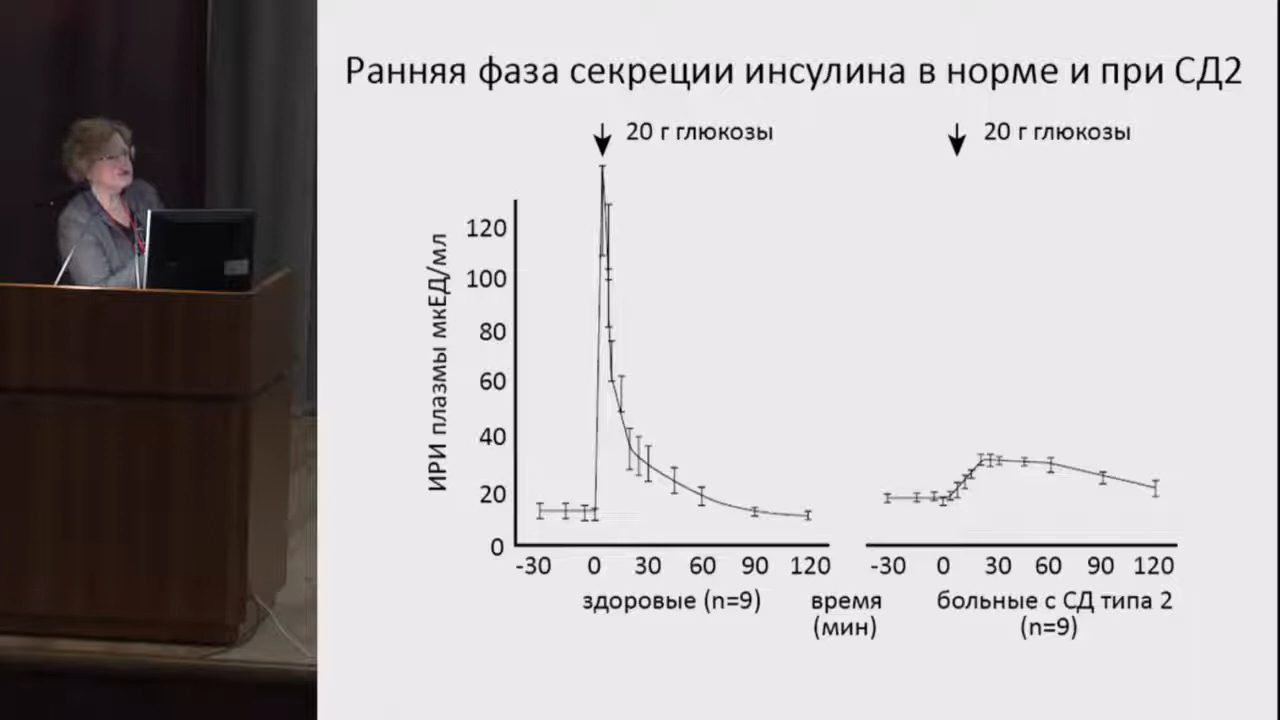 Ранняя фаза секреции инсулина в норме и при СД2
20 г глюкозы
20 г глюкозы
ИРИ плазмы мкЕД/мл
120
100
80
60
40
20
0
-30 0 30 60 90 120
-30 0 30 60 90 120
здоровые (n=9)
время
(мин)
больные с СД типа 2
(n=9)